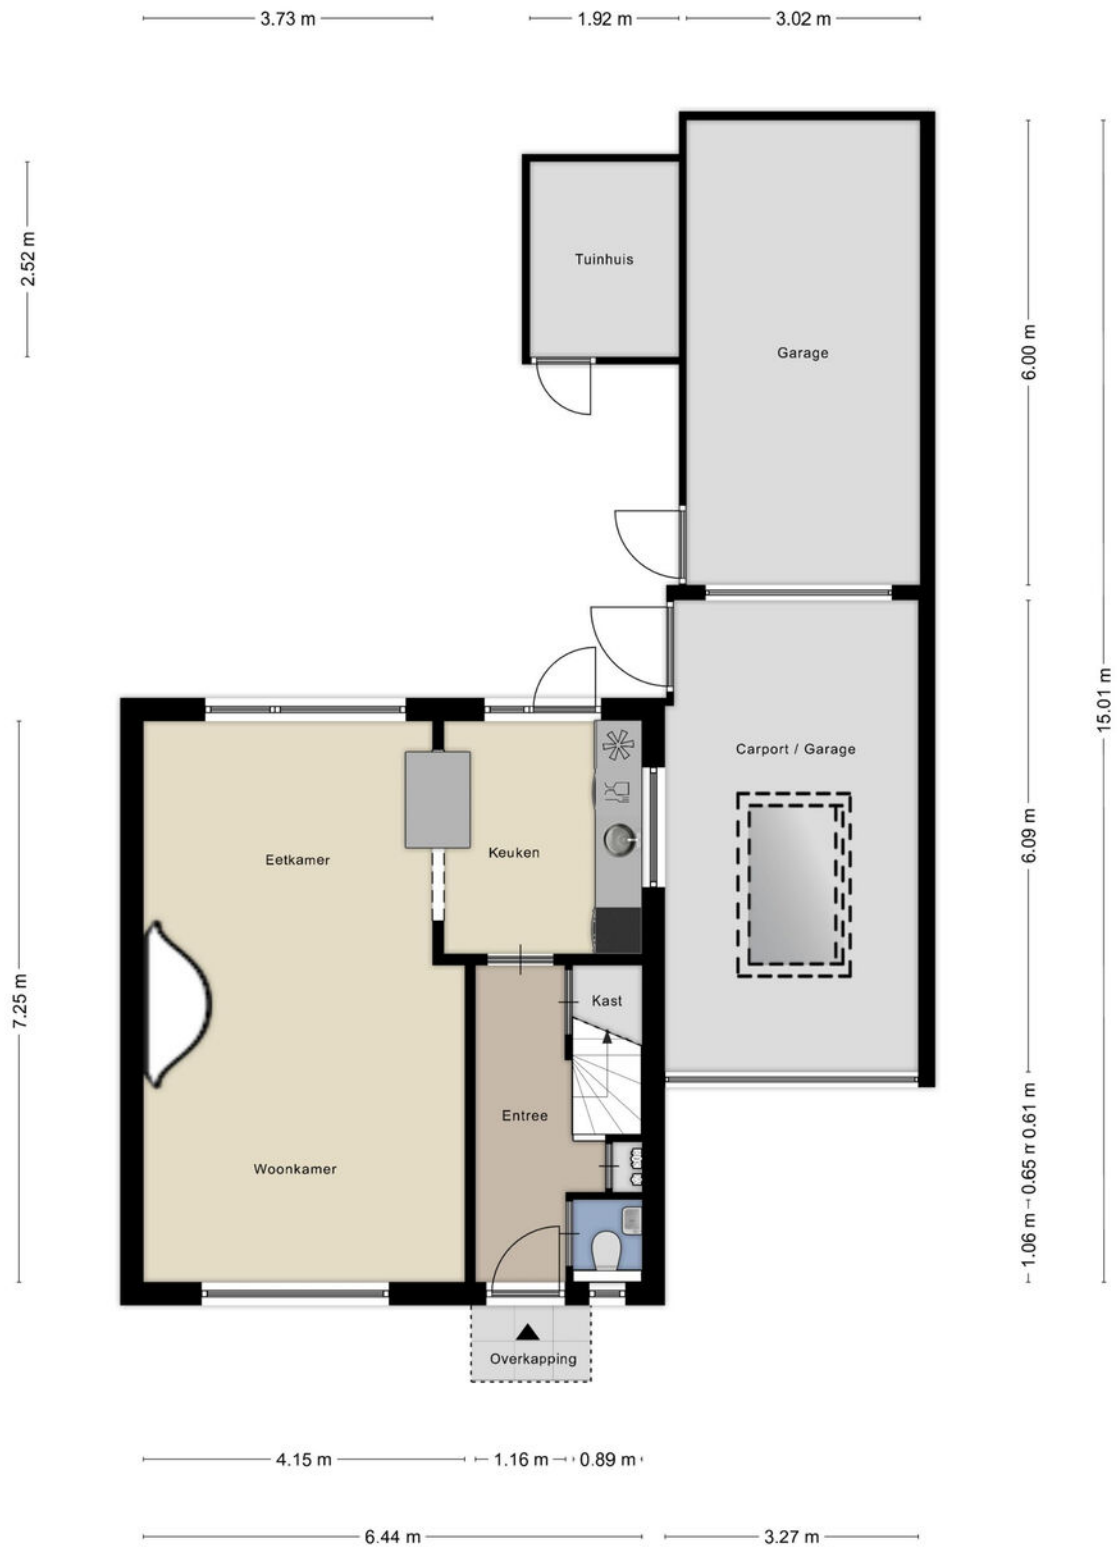 3.73 m
1.92 m
3.02 m
2.52 m
Tuinhuis
Garage
6.00 m
15.01 m
Carport / Garage
6.09 m
Eetkamer
Keuken
7.25 m
Kast
Entree
Woonkamer
0.61 m
0.65 m
1.06 m
Overkapping
4.15 m
1.16 m
0.89 m
6.44 m
3.27 m